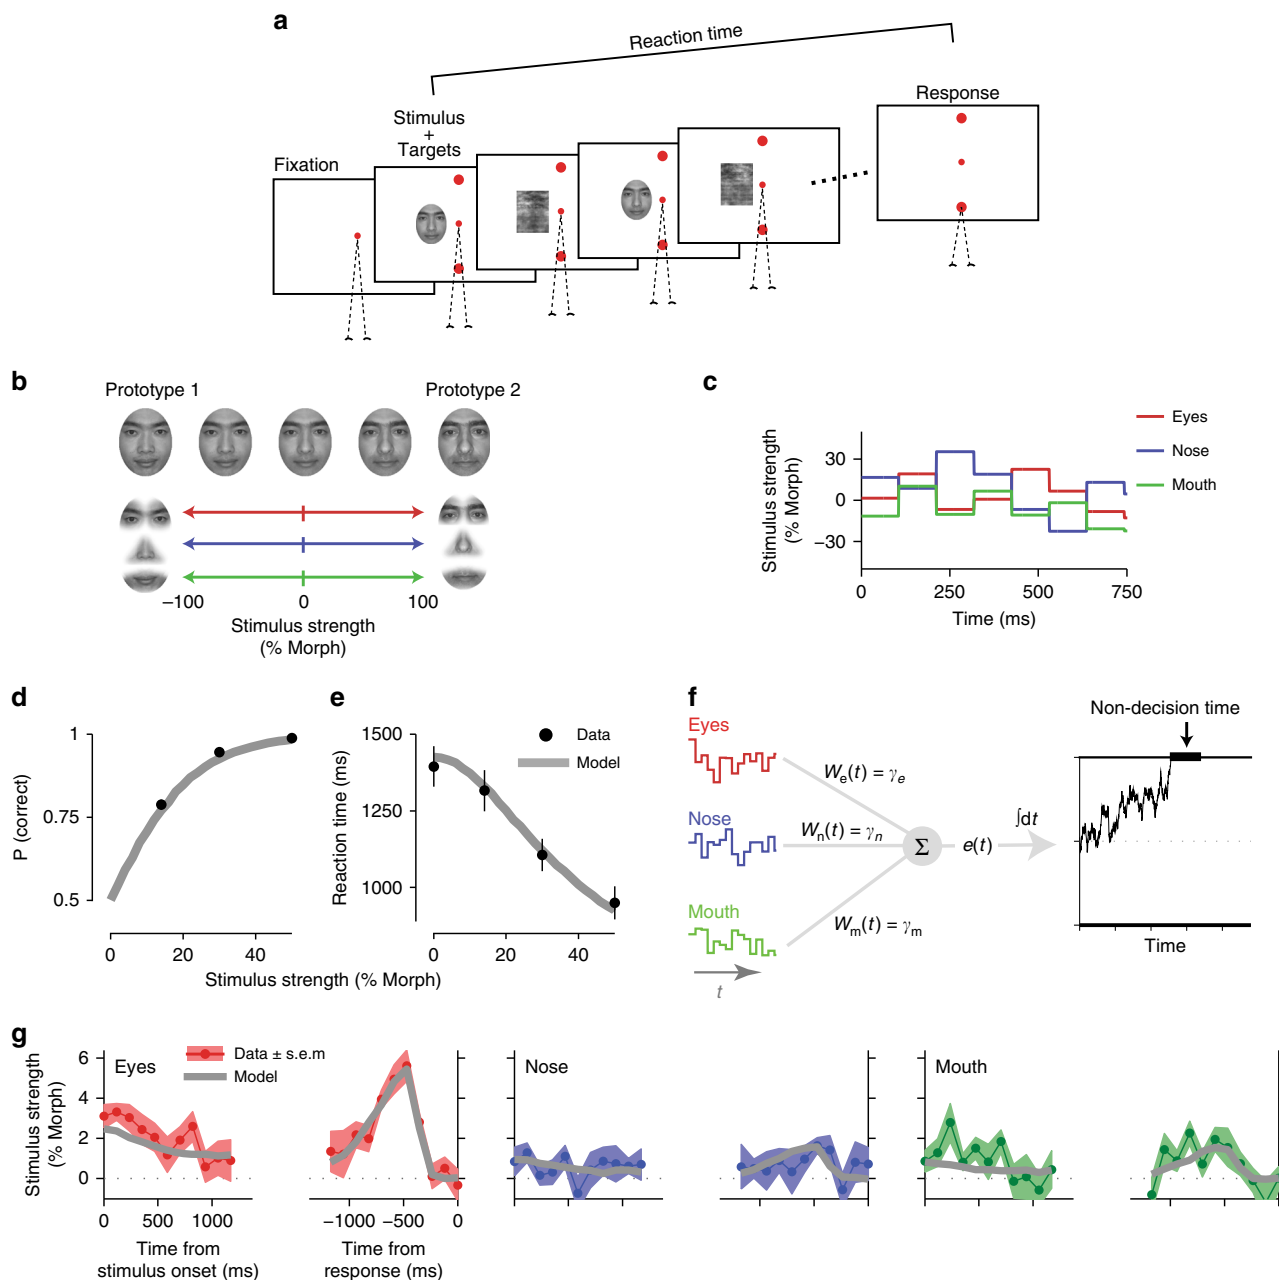 a
Reaction time
Response
Stimulus
+
Targets
Fixation
b
Prototype 1
Prototype 2
−100
0
100
Stimulus strength
(% Morph)
c
Eyes
Nose
Mouth
Stimulus strength
(% Morph)
30
0
−30
0
250
500
750
Time (ms)
d
P (correct)
1
0.75
0.5
0
20
40
e
Reaction time (ms)
1500
1250
1000
Data
Model
0
20
40
Stimulus strength (% Morph)
f
Eyes
Nose
Mouth
t
We(t) = γe
Wn(t) = γn
Wm(t) = γm
Σ
e(t)
∫dt
Non-decision time
Time
g
Stimulus strength
(% Morph)
6
4
2
0
Eyes
Data ± s.e.m
Model
0
500
1000
Time from
stimulus onset (ms)
−1000
−500
0
Time from
response (ms)
Nose
Mouth